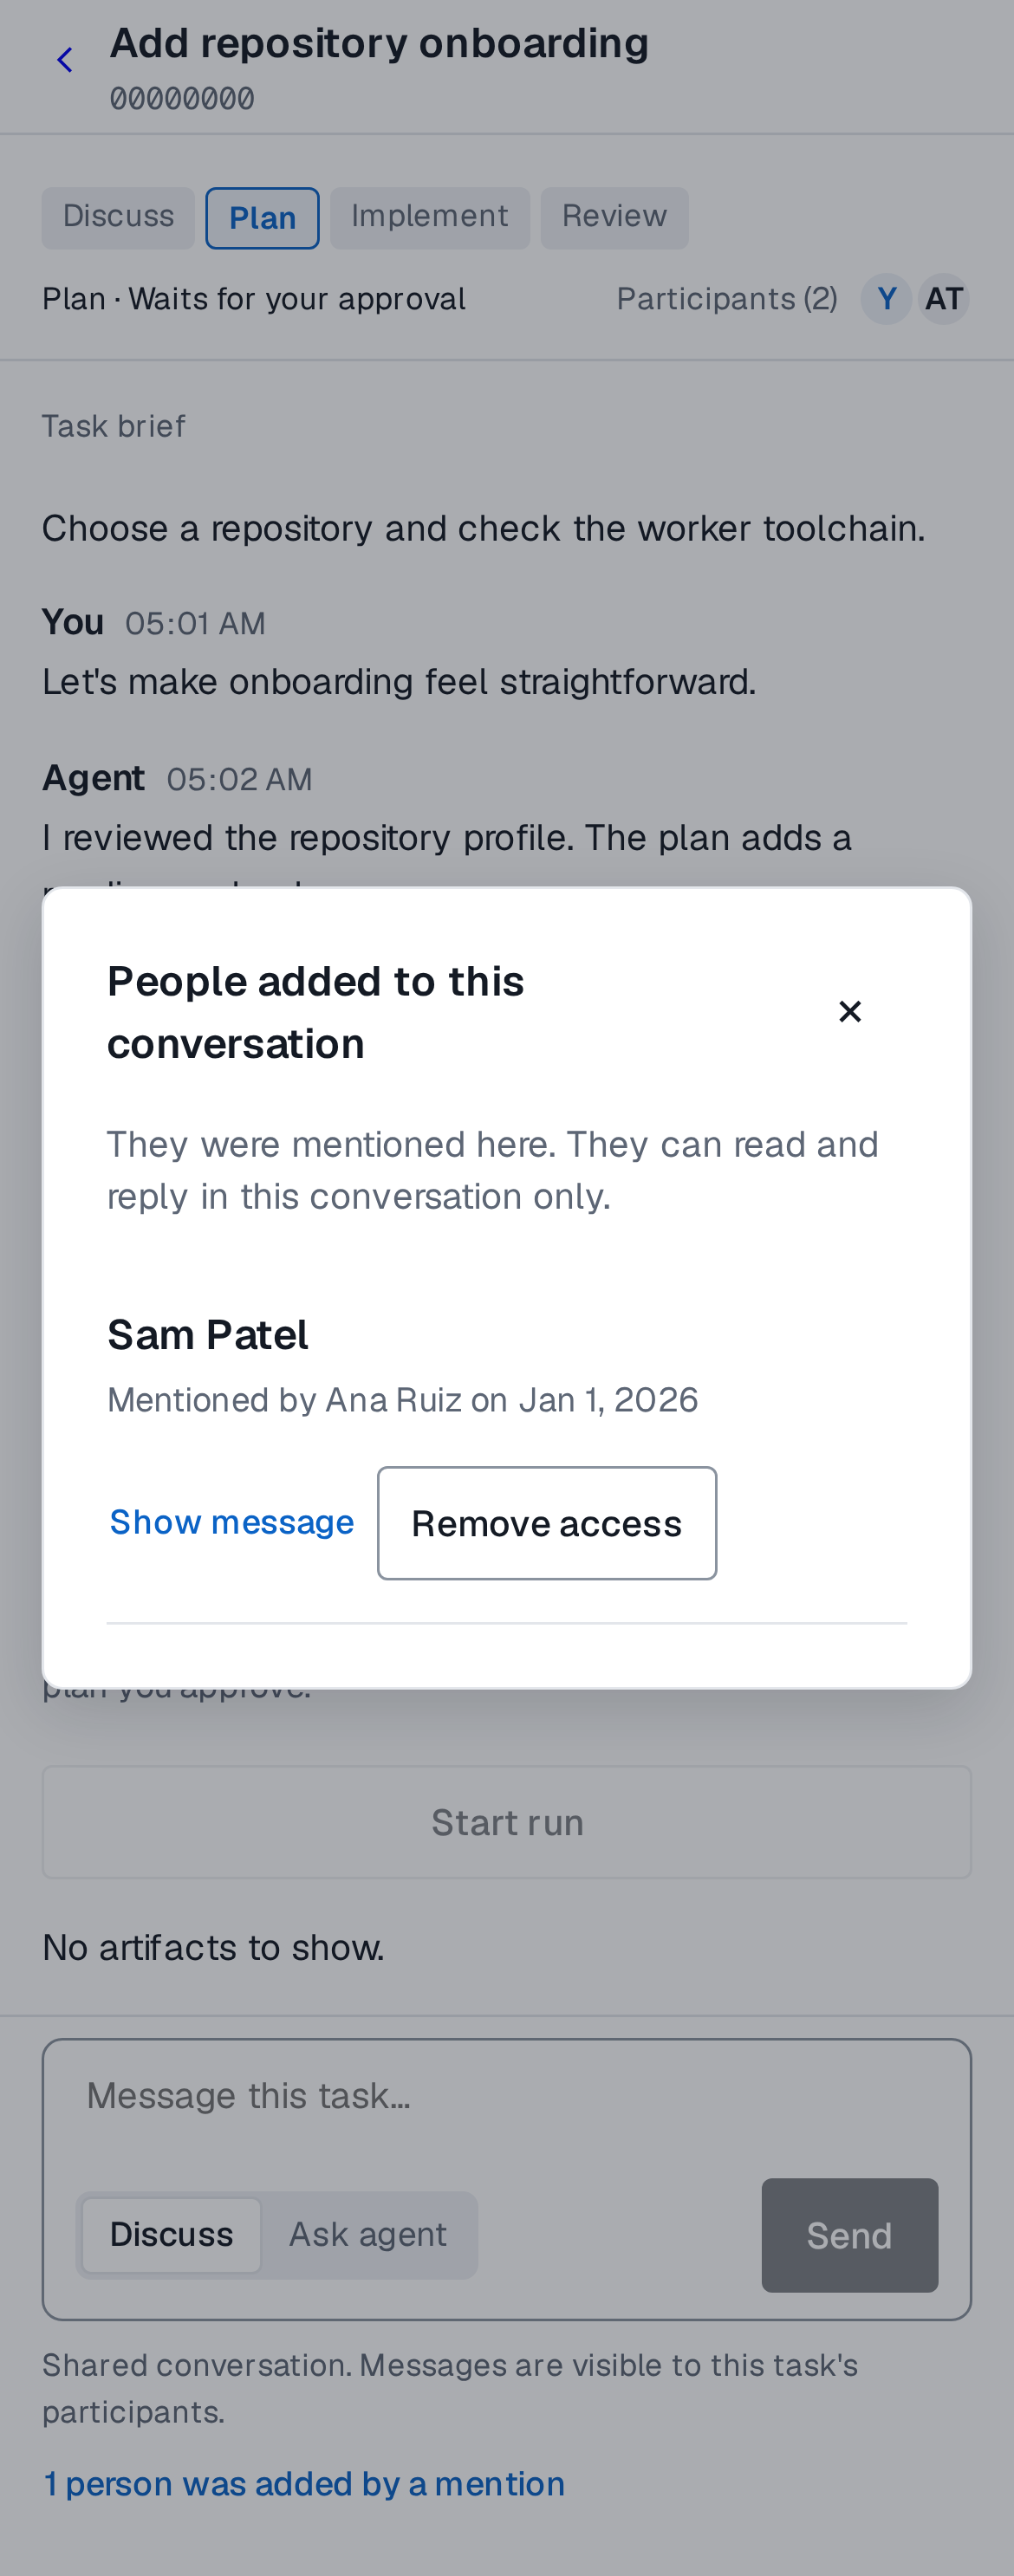 Add repository onboarding
00000000
Discuss Plan Implement Review
Plan · Waits for your approval Participants (2) Y AT
Task brief
Choose a repository and check the worker toolchain.
You 05:01 AM
Let's make onboarding feel straightforward.
Agent 05:02 AM
I reviewed the repository profile. The plan adds a
People added to this
conversation
×
They were mentioned here. They can read and
reply in this conversation only.
Sam Patel
Mentioned by Ana Ruiz on Jan 1, 2026
Show message Remove access
plan you approve.
Start run
No artifacts to show.
Message this task…
Discuss Ask agent Send
Shared conversation. Messages are visible to this task's
participants.
1 person was added by a mention